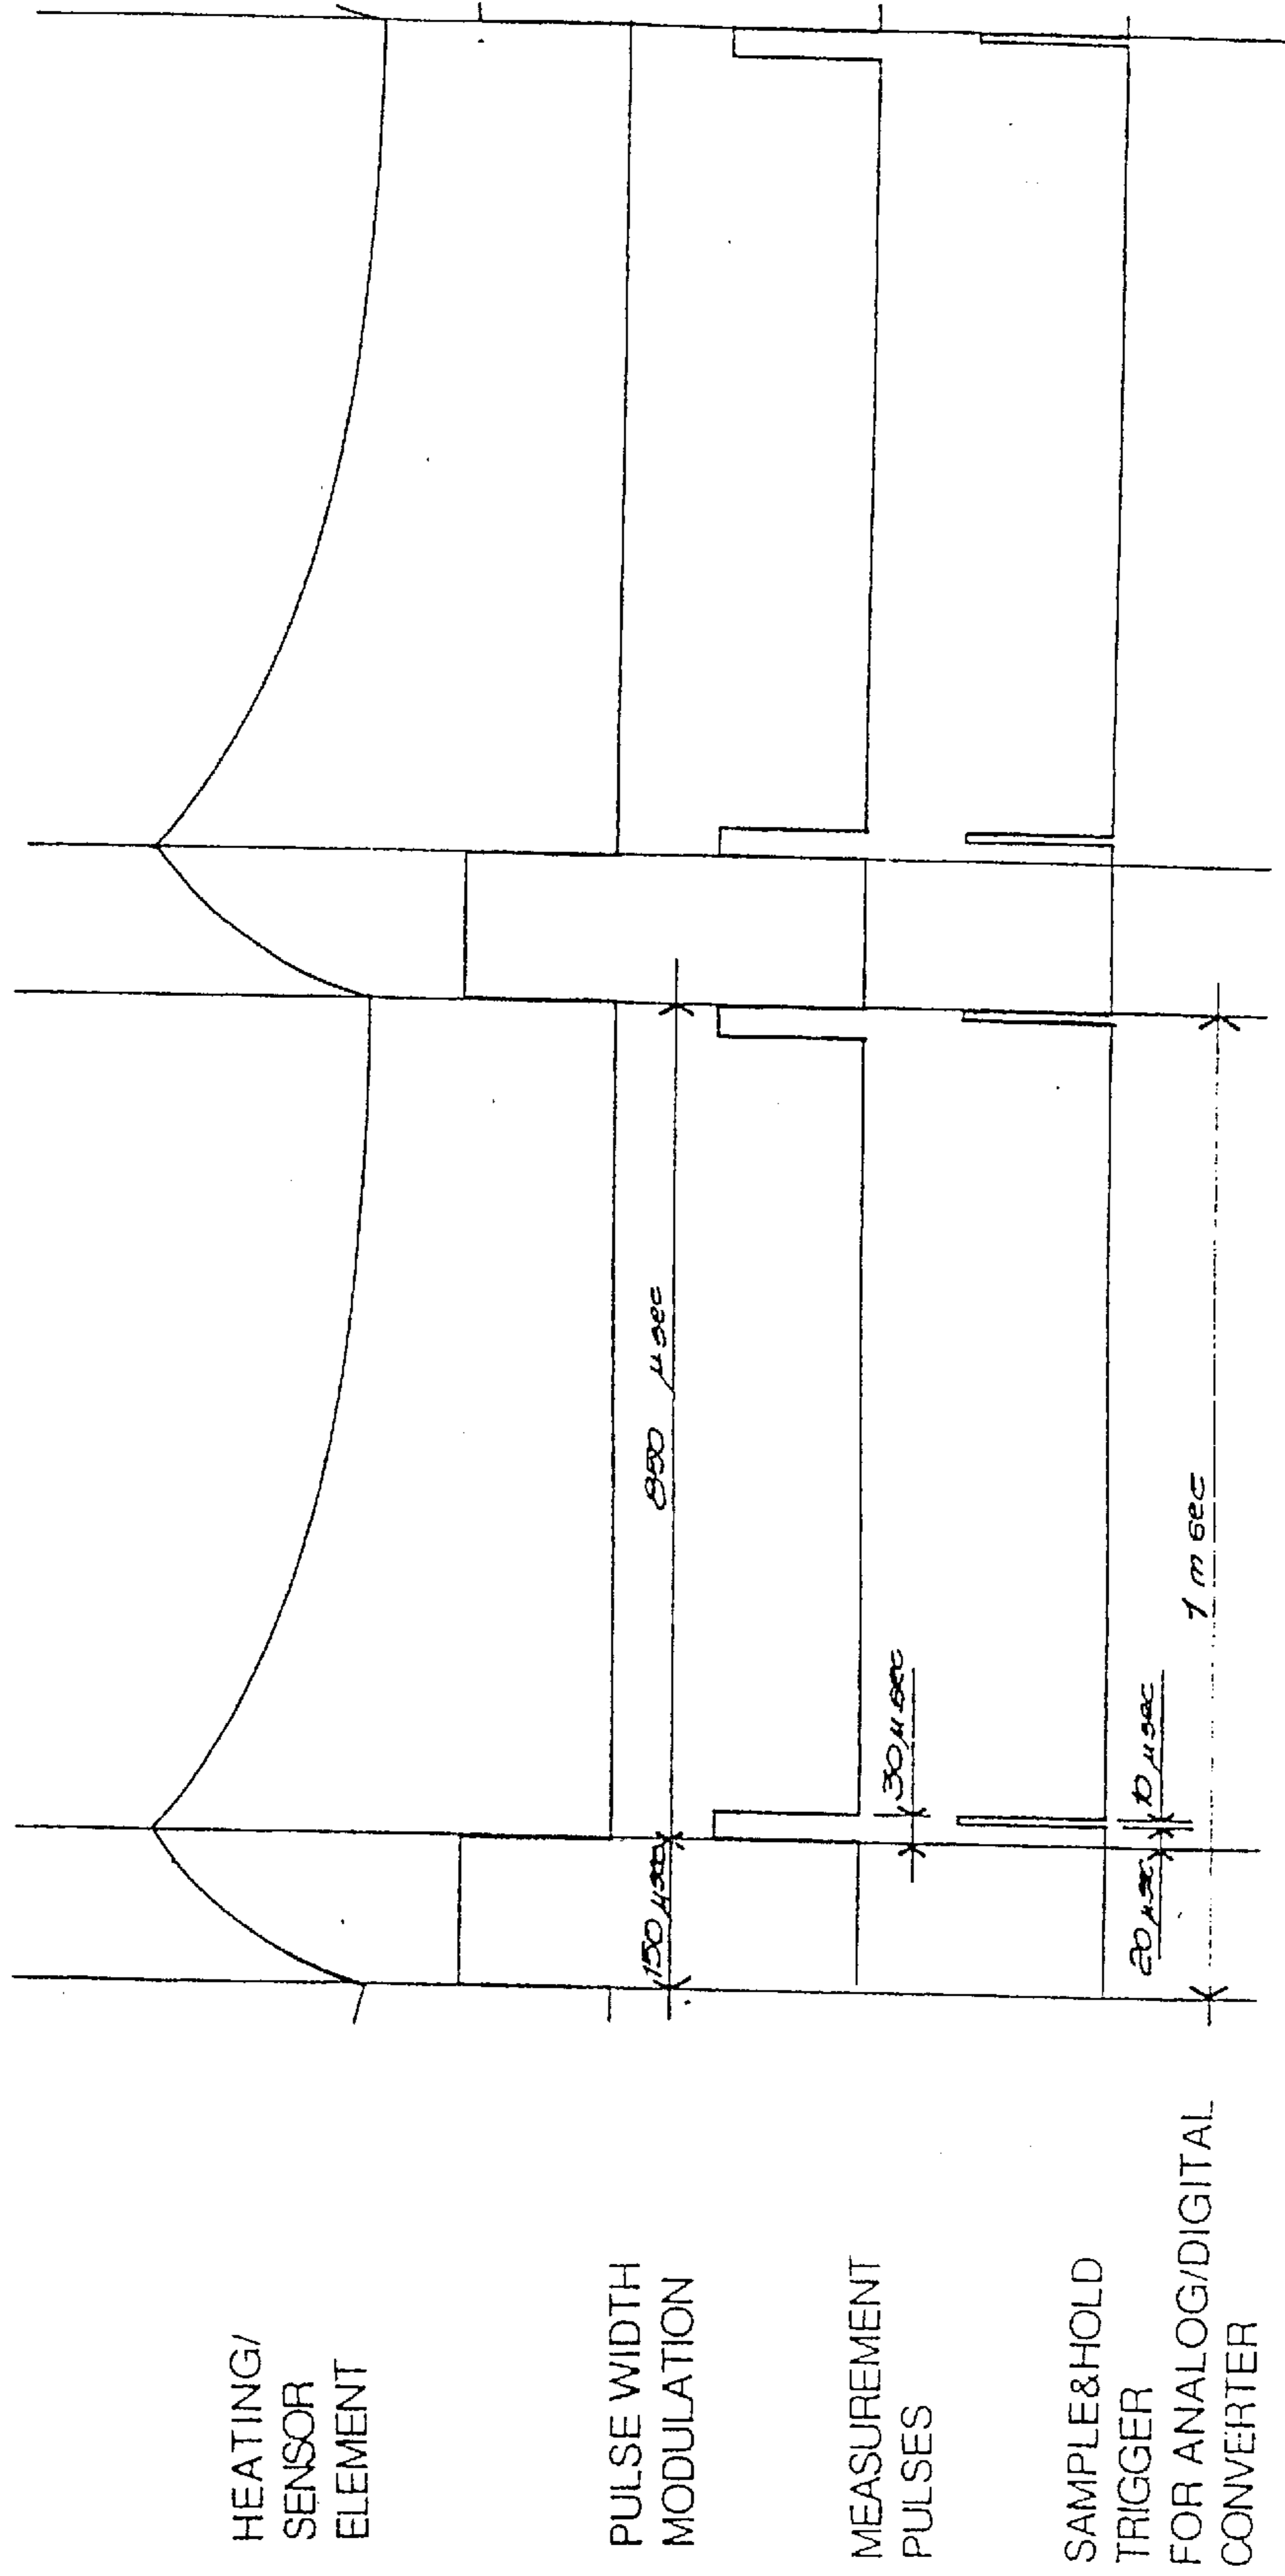 HEATING/
SENSOR
ELEMENT
PULSE WIDTH
MODULATION
150 µsec
850 µsec
MEASUREMENT
PULSES
30 µsec
SAMPLE&HOLD
TRIGGER
FOR ANALOG/DIGITAL
CONVERTER
20 µsec
10 µsec
1 m sec